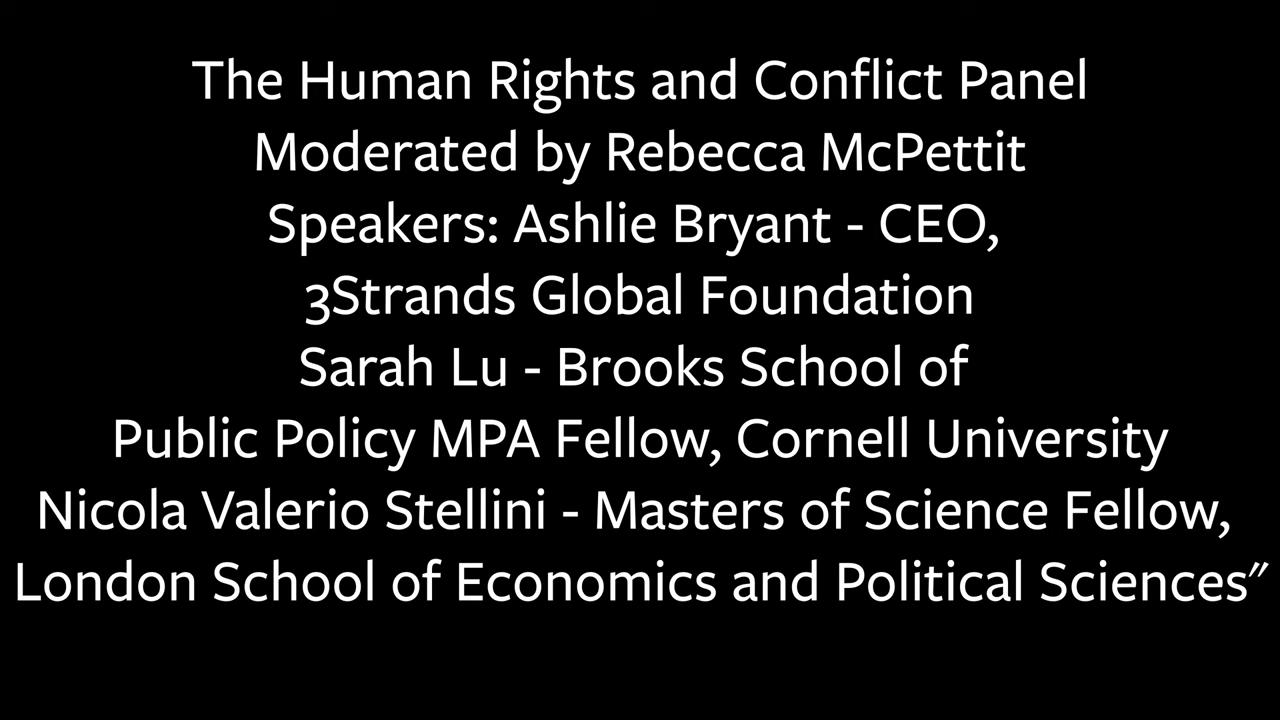 The Human Rights and Conflict Panel
Moderated by Rebecca McPettit
Speakers: Ashlie Bryant - CEO,
3Strands Global Foundation
Sarah Lu - Brooks School of
Public Policy MPA Fellow, Cornell University
Nicola Valerio Stellini - Masters of Science Fellow,
London School of Economics and Political Sciences"